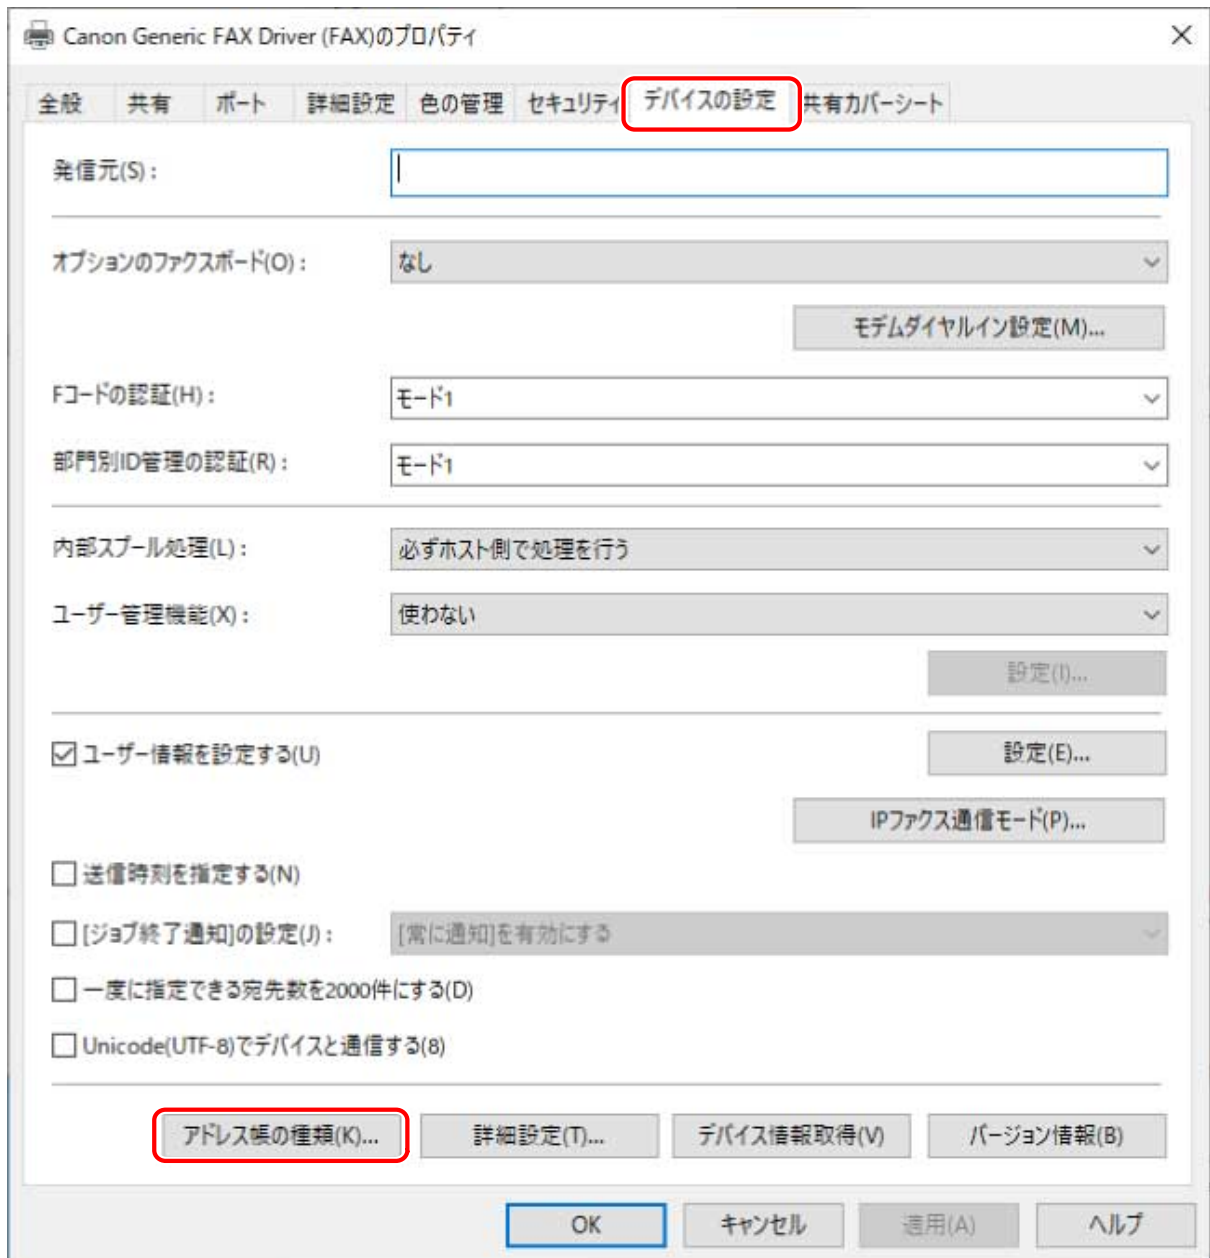 Canon Generic FAX Driver (FAX)のプロパティ
全般 共有 ポート 詳細設定 色の管理 セキュリティ デバイスの設定 共有カバーシート
発信元(S):
オプションのファクスボード(O): なし
モデムダイヤルイン設定(M)...
Fコードの認証(H): モード1
部門別ID管理の認証(R): モード1
内部スプール処理(L): 必ずホスト側で処理を行う
ユーザー管理機能(X): 使わない
設定(I)...
ユーザー情報を設定する(U) 設定(E)...
IPファクス通信モード(P)...
送信時刻を指定する(N)
[ジョブ終了通知]の設定(J): [常に通知]を有効にする
一度に指定できる宛先数を2000件にする(D)
Unicode(UTF-8)でデバイスと通信する(8)
アドレス帳の種類(K)... 詳細設定(T)... デバイス情報取得(V) バージョン情報(B)
OK キャンセル 適用(A) ヘルプ